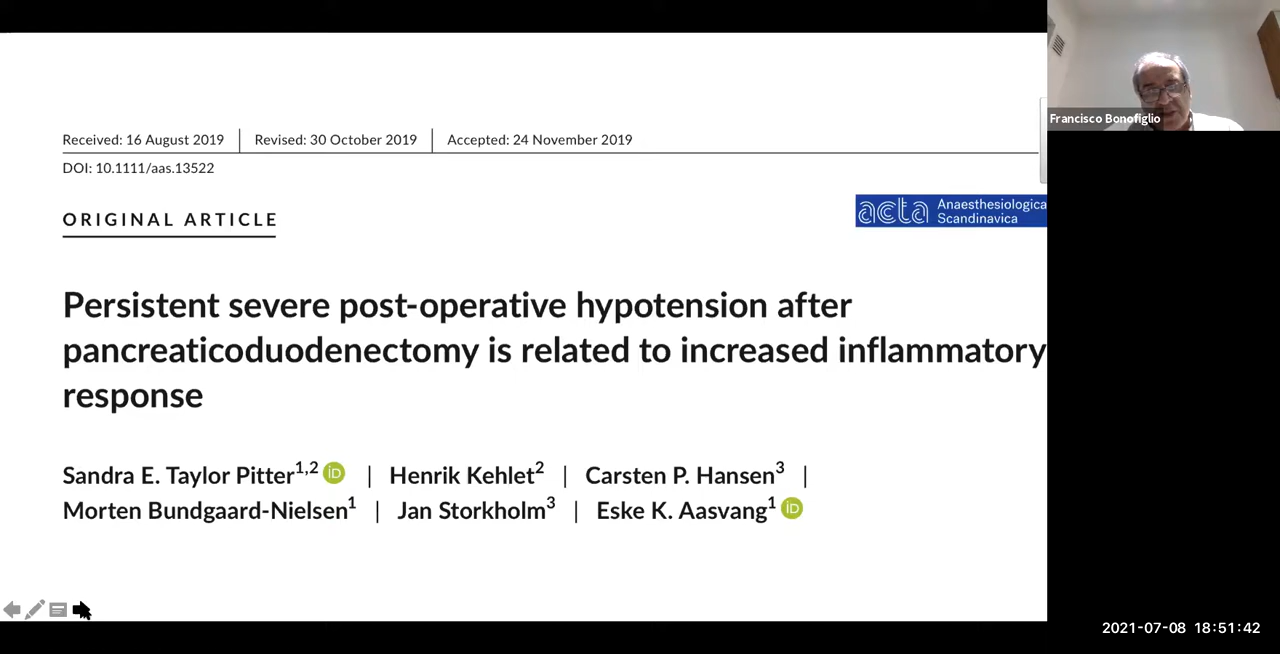 Received: 16 August 2019 | Revised: 30 October 2019 | Accepted: 24 November 2019
DOI: 10.1111/aas.13522
ORIGINAL ARTICLE
acta Anaesthesiologica
Scandinavica
Persistent severe post-operative hypotension after
pancreaticoduodenectomy is related to increased inflammatory
response
Sandra E. Taylor Pitter1,2 iD | Henrik Kehlet2 | Carsten P. Hansen3 |
Morten Bundgaard-Nielsen1 | Jan Storkholm3 | Eske K. Aasvang1 iD
Francisco Bonofiglio
2021-07-08 18:51:42